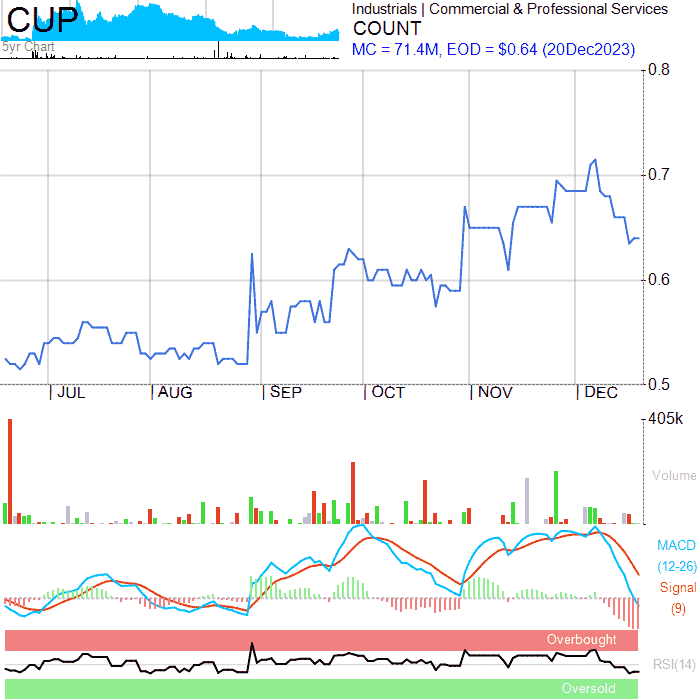 CUP
5yr Chart
Industrials | Commercial & Professional Services
COUNT
MC = 71.4M, EOD = $0.64 (20Dec2023)
0.8
0.7
0.6
0.5
JUL AUG SEP OCT NOV DEC
405k
Volume
MACD
(12-26)
Signal
(9)
Overbought
RSI(14)
Oversold